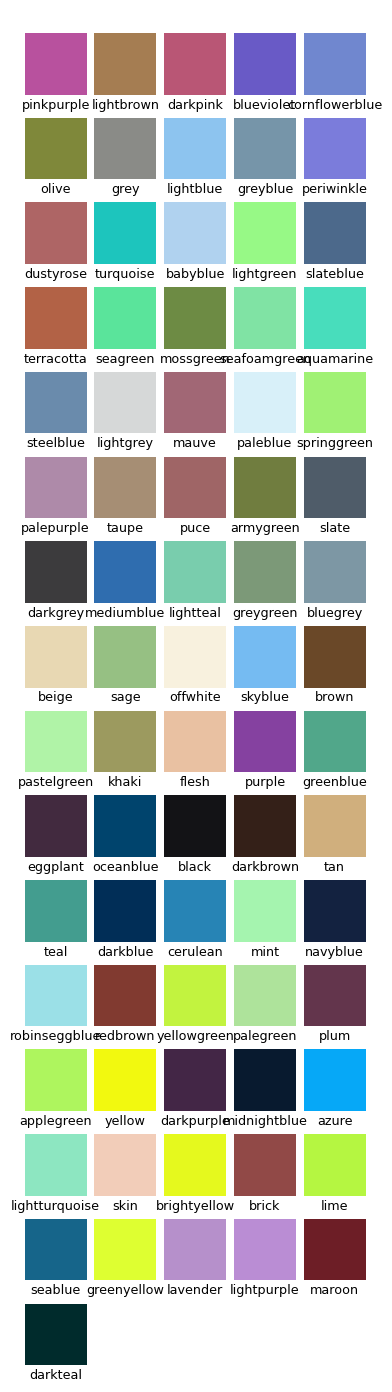 pinkpurple lightbrown darkpink blueviolet cornflowerblue
olive grey lightblue greyblue periwinkle
dustyrose turquoise babyblue lightgreen slateblue
terracotta seagreen mossgreen seafoamgreen aquamarine
steelblue lightgrey mauve paleblue springgreen
palepurple taupe puce armygreen slate
darkgrey mediumblue lightteal greygreen bluegrey
beige sage offwhite skyblue brown
pastelgreen khaki flesh purple greenblue
eggplant oceanblue black darkbrown tan
teal darkblue cerulean mint navyblue
robinseggblue redbrown yellowgreen palegreen plum
applegreen yellow darkpurple midnightblue azure
lightturquoise skin brightyellow brick lime
seablue greenyellow lavender lightpurple maroon
darkteal